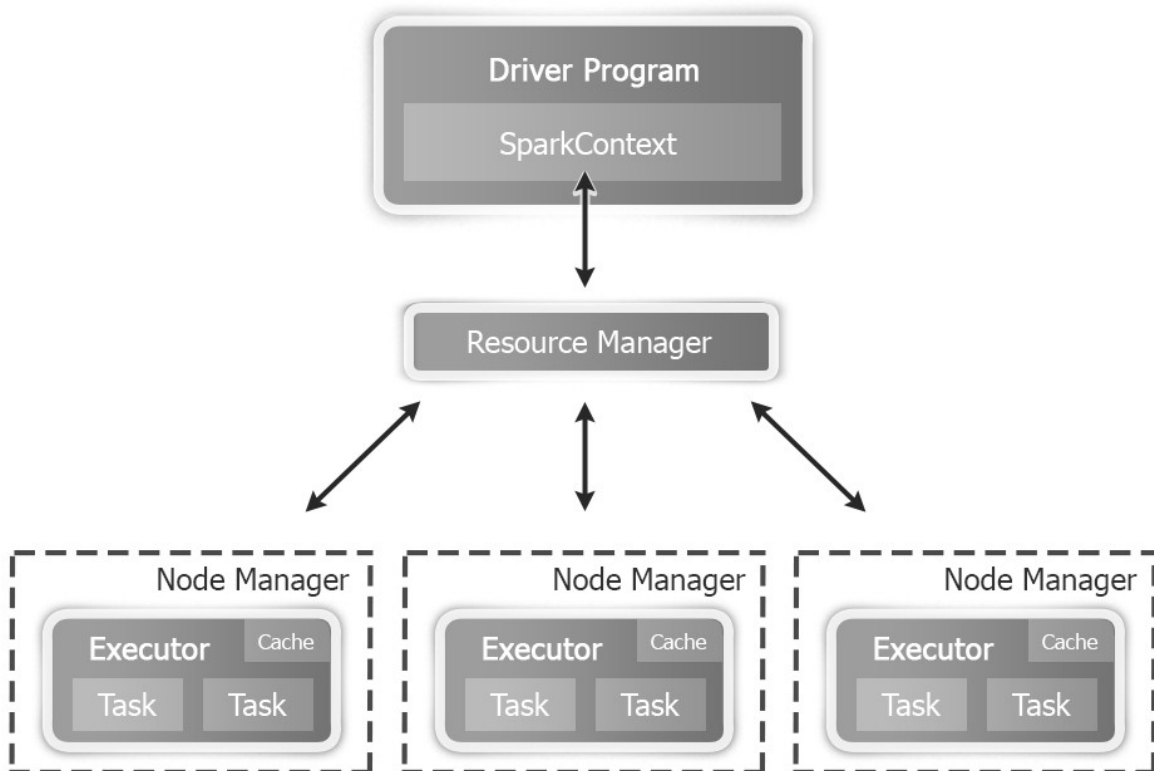 Driver Program
SparkContext
Resource Manager
Node Manager
Executor
Cache
Task
Task
Node Manager
Executor
Cache
Task
Task
Node Manager
Executor
Cache
Task
Task